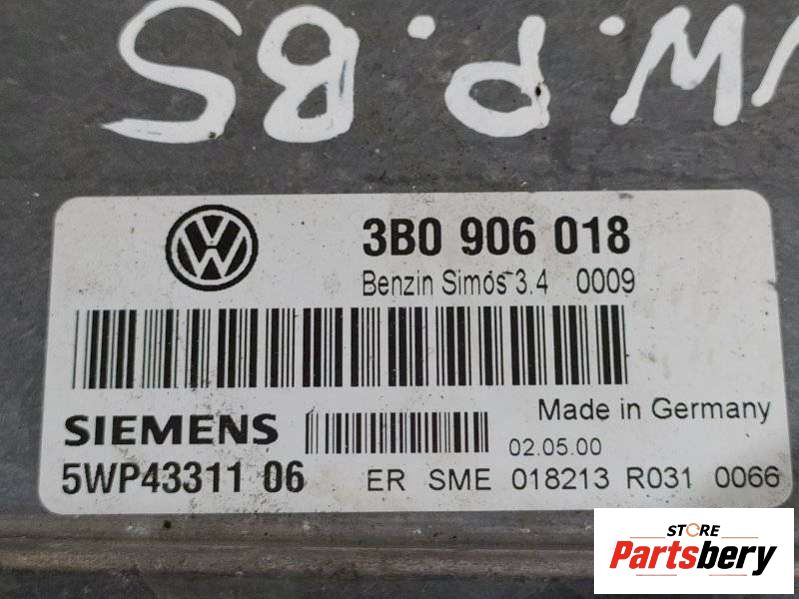 W.P.B5
3B0 906 018
Benzin Simos 3.4 0009
Made in Germany
SIEMENS
02.05.00
5WP43311 06
ER SME 018213 R031 0066
STORE
Partsbery